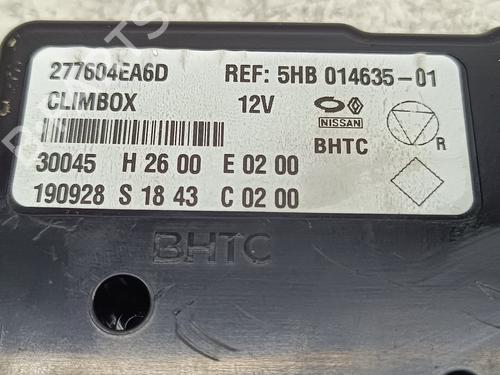 277604EA6D REF: 5HB 014635-01
CLIMBOX 12V
NISSAN
BHTC R
30045 H 26 00 E 02 00
190928 S 18 43 C 02 00
BHTC